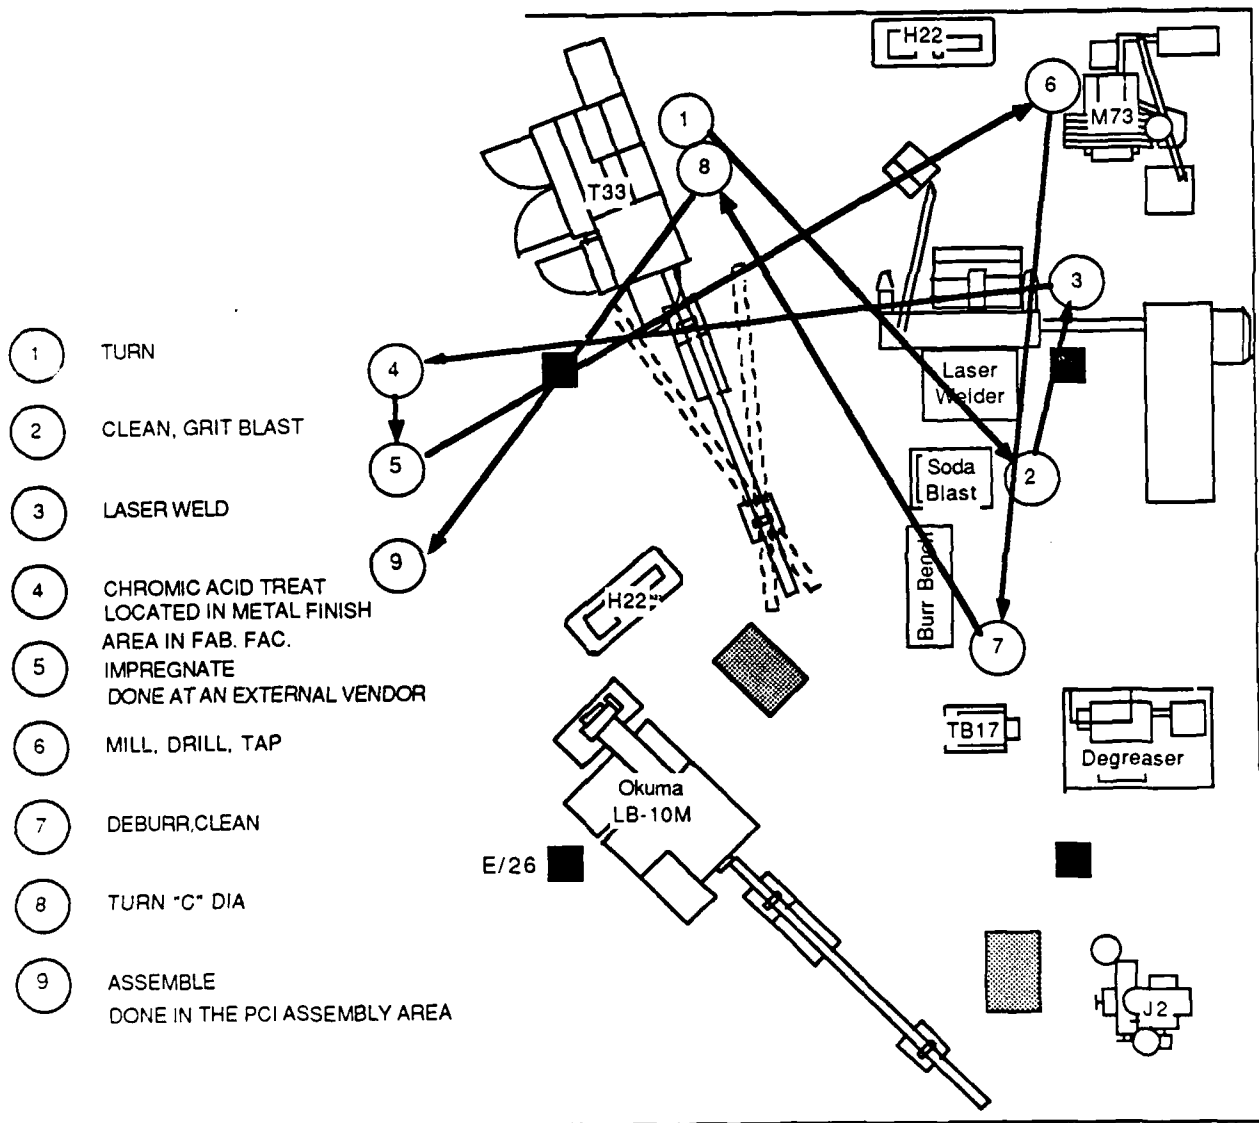 1 TURN
2 CLEAN, GRIT BLAST
3 LASER WELD
4 CHROMIC ACID TREAT
LOCATED IN METAL FINISH
AREA IN FAB. FAC.
5 IMPREGNATE
DONE AT AN EXTERNAL VENDOR
6 MILL, DRILL, TAP
7 DEBURR,CLEAN
8 TURN "C" DIA
9 ASSEMBLE
DONE IN THE PCI ASSEMBLY AREA
H22
6
M73
1
8
T33
3
4
Laser
Welder
5
Soda
Blast
2
9
Burr Bench
H22
7
TB17
Degreaser
Okuma
LB-10M
E/26
J2